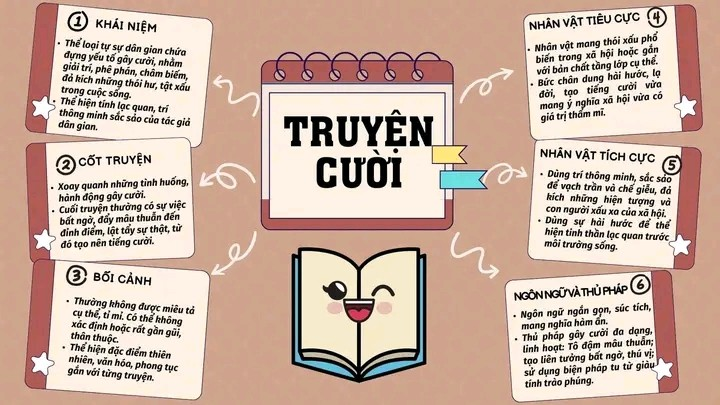 TRUYỆN
CƯỜI
1 KHÁI NIỆM
• Thể loại tự sự dân gian chứa
đựng yếu tố gây cười, nhằm
giải trí, phê phán, châm biếm,
đả kích những thói hư, tật xấu
trong cuộc sống.
• Thể hiện tính lạc quan, trí
thông minh sắc sảo của tác giả
dân gian.
2 CỐT TRUYỆN
• Xoay quanh những tình huống,
hành động gây cười.
• Cuối truyện thường có sự việc
bất ngờ, đẩy mâu thuẫn đến
đỉnh điểm, lật tẩy sự thật, từ
đó tạo nên tiếng cười.
3 BỐI CẢNH
• Thường không được miêu tả
cụ thể, tỉ mỉ. Có thể không
xác định hoặc rất gần gũi,
thân thuộc.
• Thể hiện đặc điểm thiên
nhiên, văn hóa, phong tục
gắn với từng truyện.
NHÂN VẬT TIÊU CỰC 4
• Nhân vật mang thói xấu phổ
biến trong xã hội hoặc gắn
với bản chất tầng lớp cụ thể.
• Bức chân dung hài hước, lạ
đời, tạo tiếng cười vừa
mang ý nghĩa xã hội vừa có
giá trị thẩm mĩ.
NHÂN VẬT TÍCH CỰC 5
• Dùng trí thông minh, sắc sảo
để vạch trần và chế giễu, đả
kích những hiện tượng và
con người xấu xa của xã hội.
• Dùng sự hài hước để thể
hiện tinh thần lạc quan trước
môi trường sống.
NGÔN NGỮ VÀ THỦ PHÁP 6
• Ngôn ngữ ngắn gọn, súc tích,
mang nghĩa hàm ẩn.
• Thủ pháp gây cười đa dạng,
linh hoạt: Tô đậm mâu thuẫn;
tạo liên tưởng bất ngờ, thú vị;
sử dụng biện pháp tu từ giàu
tính trào phúng.